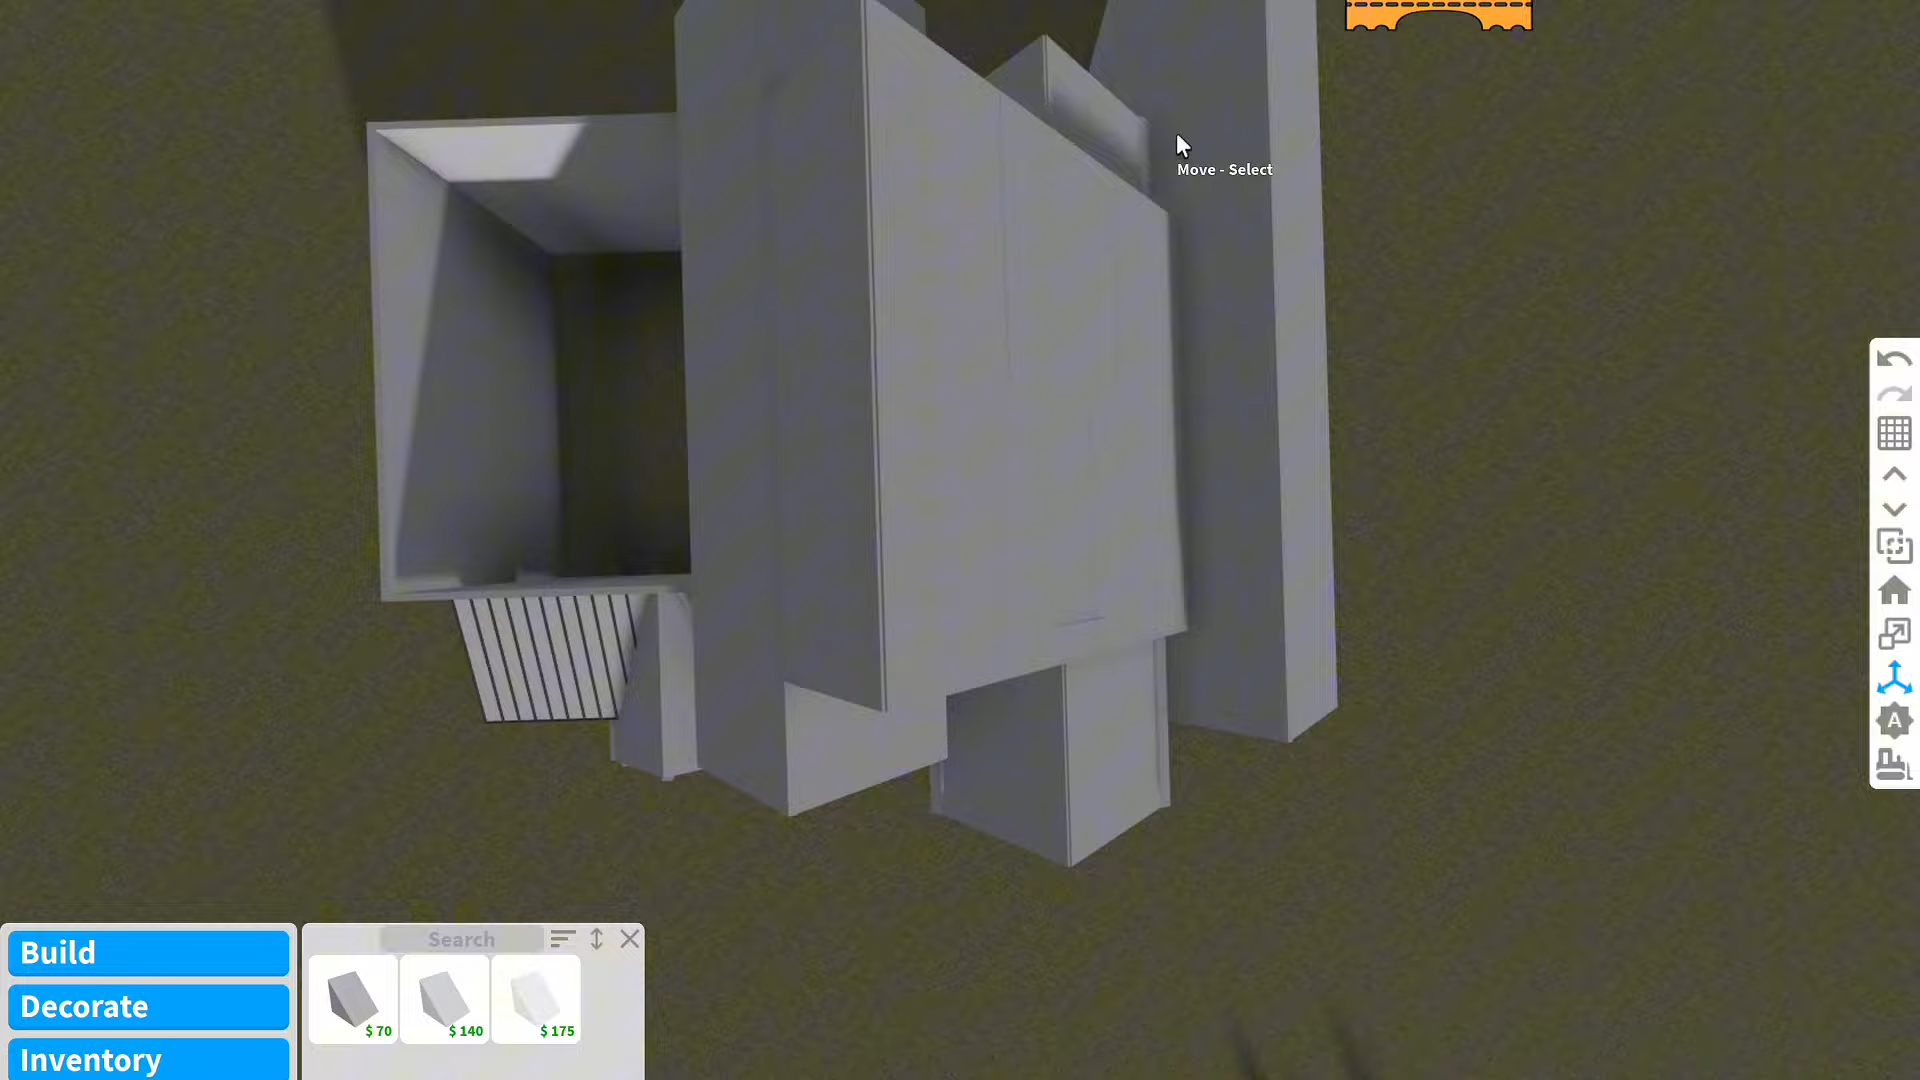 Move - Select
A
Build
Search
Decorate
$ 70
$ 140
$ 175
Inventory